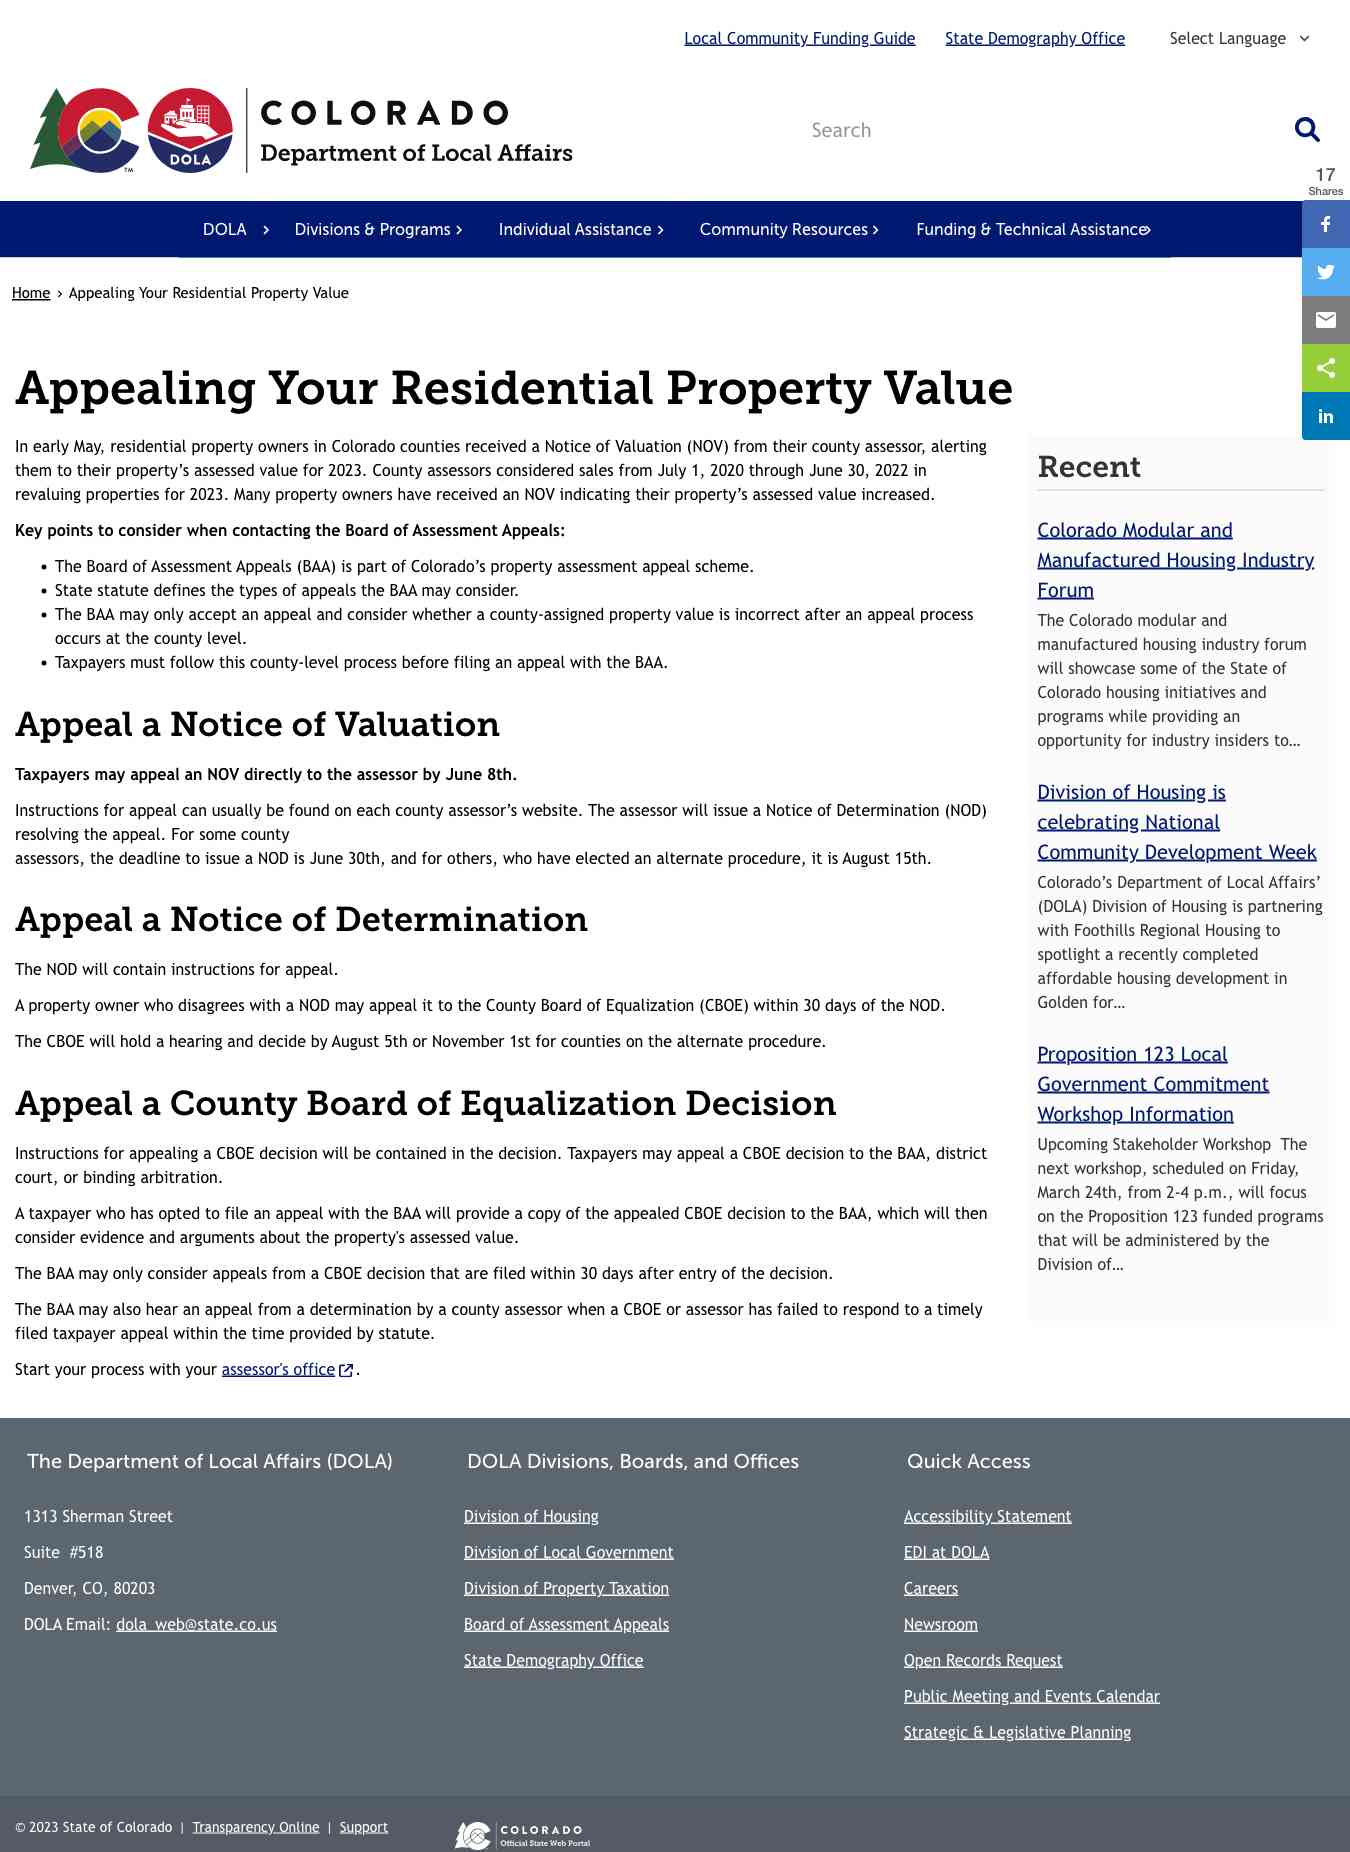 Local Community Funding Guide State Demography Office Select Language
COLORADO
Department of Local Affairs
DOLA
TM
Search
17
Shares
DOLA Divisions & Programs Individual Assistance Community Resources Funding & Technical Assistance
Home › Appealing Your Residential Property Value
Appealing Your Residential Property Value
In early May, residential property owners in Colorado counties received a Notice of Valuation (NOV) from their county assessor, alerting
them to their property’s assessed value for 2023. County assessors considered sales from July 1, 2020 through June 30, 2022 in
revaluing properties for 2023. Many property owners have received an NOV indicating their property’s assessed value increased.
Key points to consider when contacting the Board of Assessment Appeals:
• The Board of Assessment Appeals (BAA) is part of Colorado’s property assessment appeal scheme.
• State statute defines the types of appeals the BAA may consider.
• The BAA may only accept an appeal and consider whether a county-assigned property value is incorrect after an appeal process
occurs at the county level.
• Taxpayers must follow this county-level process before filing an appeal with the BAA.
Appeal a Notice of Valuation
Taxpayers may appeal an NOV directly to the assessor by June 8th.
Instructions for appeal can usually be found on each county assessor’s website. The assessor will issue a Notice of Determination (NOD)
resolving the appeal. For some county
assessors, the deadline to issue a NOD is June 30th, and for others, who have elected an alternate procedure, it is August 15th.
Appeal a Notice of Determination
The NOD will contain instructions for appeal.
A property owner who disagrees with a NOD may appeal it to the County Board of Equalization (CBOE) within 30 days of the NOD.
The CBOE will hold a hearing and decide by August 5th or November 1st for counties on the alternate procedure.
Appeal a County Board of Equalization Decision
Instructions for appealing a CBOE decision will be contained in the decision. Taxpayers may appeal a CBOE decision to the BAA, district
court, or binding arbitration.
A taxpayer who has opted to file an appeal with the BAA will provide a copy of the appealed CBOE decision to the BAA, which will then
consider evidence and arguments about the property's assessed value.
The BAA may only consider appeals from a CBOE decision that are filed within 30 days after entry of the decision.
The BAA may also hear an appeal from a determination by a county assessor when a CBOE or assessor has failed to respond to a timely
filed taxpayer appeal within the time provided by statute.
Start your process with your assessor's office.
Recent
Colorado Modular and
Manufactured Housing Industry
Forum
The Colorado modular and
manufactured housing industry forum
will showcase some of the State of
Colorado housing initiatives and
programs while providing an
opportunity for industry insiders to…
Division of Housing is
celebrating National
Community Development Week
Colorado’s Department of Local Affairs’
(DOLA) Division of Housing is partnering
with Foothills Regional Housing to
spotlight a recently completed
affordable housing development in
Golden for…
Proposition 123 Local
Government Commitment
Workshop Information
Upcoming Stakeholder Workshop  The
next workshop, scheduled on Friday,
March 24th, from 2-4 p.m., will focus
on the Proposition 123 funded programs
that will be administered by the
Division of…
The Department of Local Affairs (DOLA)
1313 Sherman Street
Suite  #518
Denver, CO, 80203
DOLA Email: dola_web@state.co.us
DOLA Divisions, Boards, and Offices
Division of Housing
Division of Local Government
Division of Property Taxation
Board of Assessment Appeals
State Demography Office
Quick Access
Accessibility Statement
EDI at DOLA
Careers
Newsroom
Open Records Request
Public Meeting and Events Calendar
Strategic & Legislative Planning
© 2023 State of Colorado | Transparency Online | Support
COLORADO
Official State Web Portal